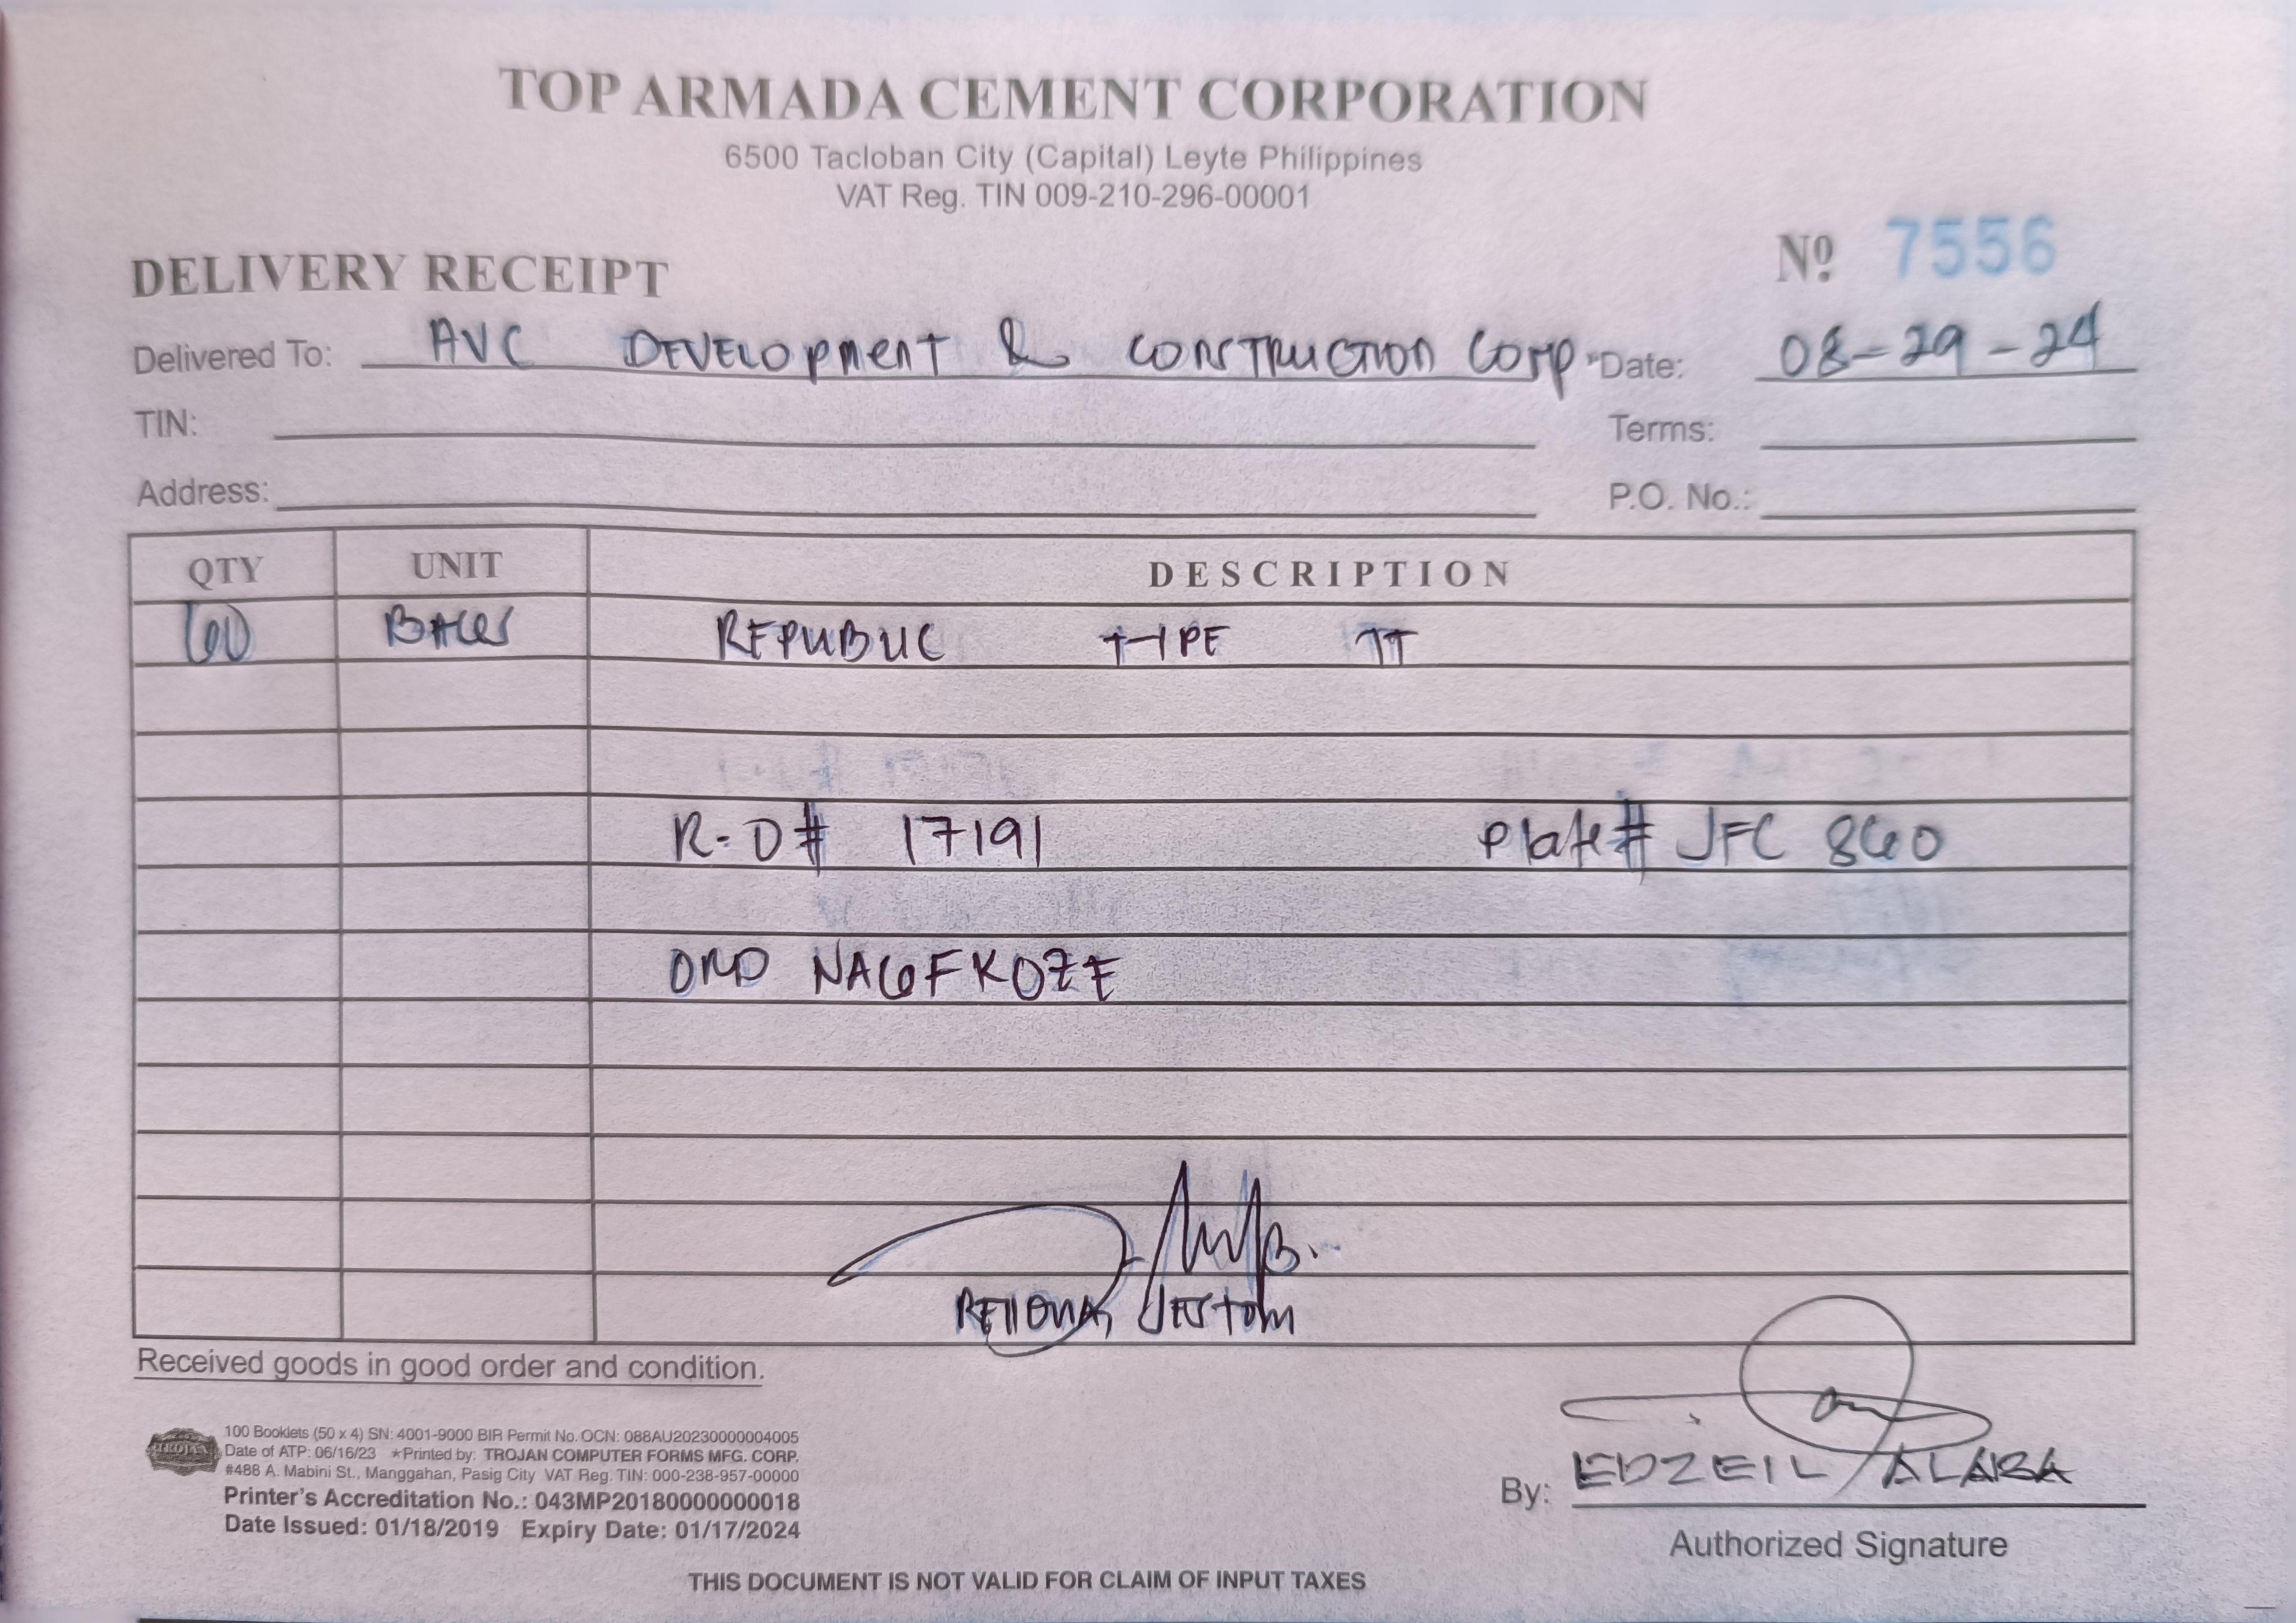 TOP ARMADA CEMENT CORPORATION
6500 Tacloban City (Capital) Leyte Philippines
VAT Reg. TIN 009-210-296-00001
DELIVERY RECEIPT
Nº 7556
Delivered To: AVC DEVELOPMENT & CONSTRUCTION CORP. Date: 08-29-24
TIN: Terms:
Address: P.O. No.:
QTY UNIT DESCRIPTION
60 BAGS REPUBLIC TYPE
R-O# 17191 Plate# JFC 860
Received goods in good order and condition.
TROJAN
100 Booklets (50 x 4) SN: 4001-9000 BIR Permit No. OCN: 088AU20230000004005
Date of ATP: 06/16/23 ★Printed by: TROJAN COMPUTER FORMS MFG. CORP.
#488 A. Mabini St., Manggahan, Pasig City VAT Reg. TIN: 000-238-957-00000
Printer's Accreditation No.: 043MP20180000000018
Date Issued: 01/18/2019 Expiry Date: 01/17/2024
By: EDZEIL ALABA
Authorized Signature
THIS DOCUMENT IS NOT VALID FOR CLAIM OF INPUT TAXES